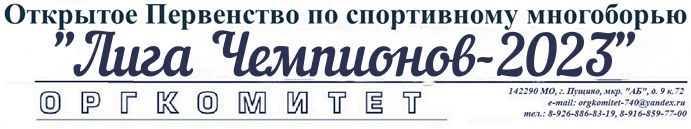 Открытое Первенство по спортивному многоборью
"Лига Чемпионов-2023"
ОРГКОМИТЕТ
142290 МО, г. Пущино, мкр. "АБ", д. 9 к.72
e-mail: orgkomitet-740@yandex.ru
тел.: 8-926-886-83-19, 8-916-859-77-00